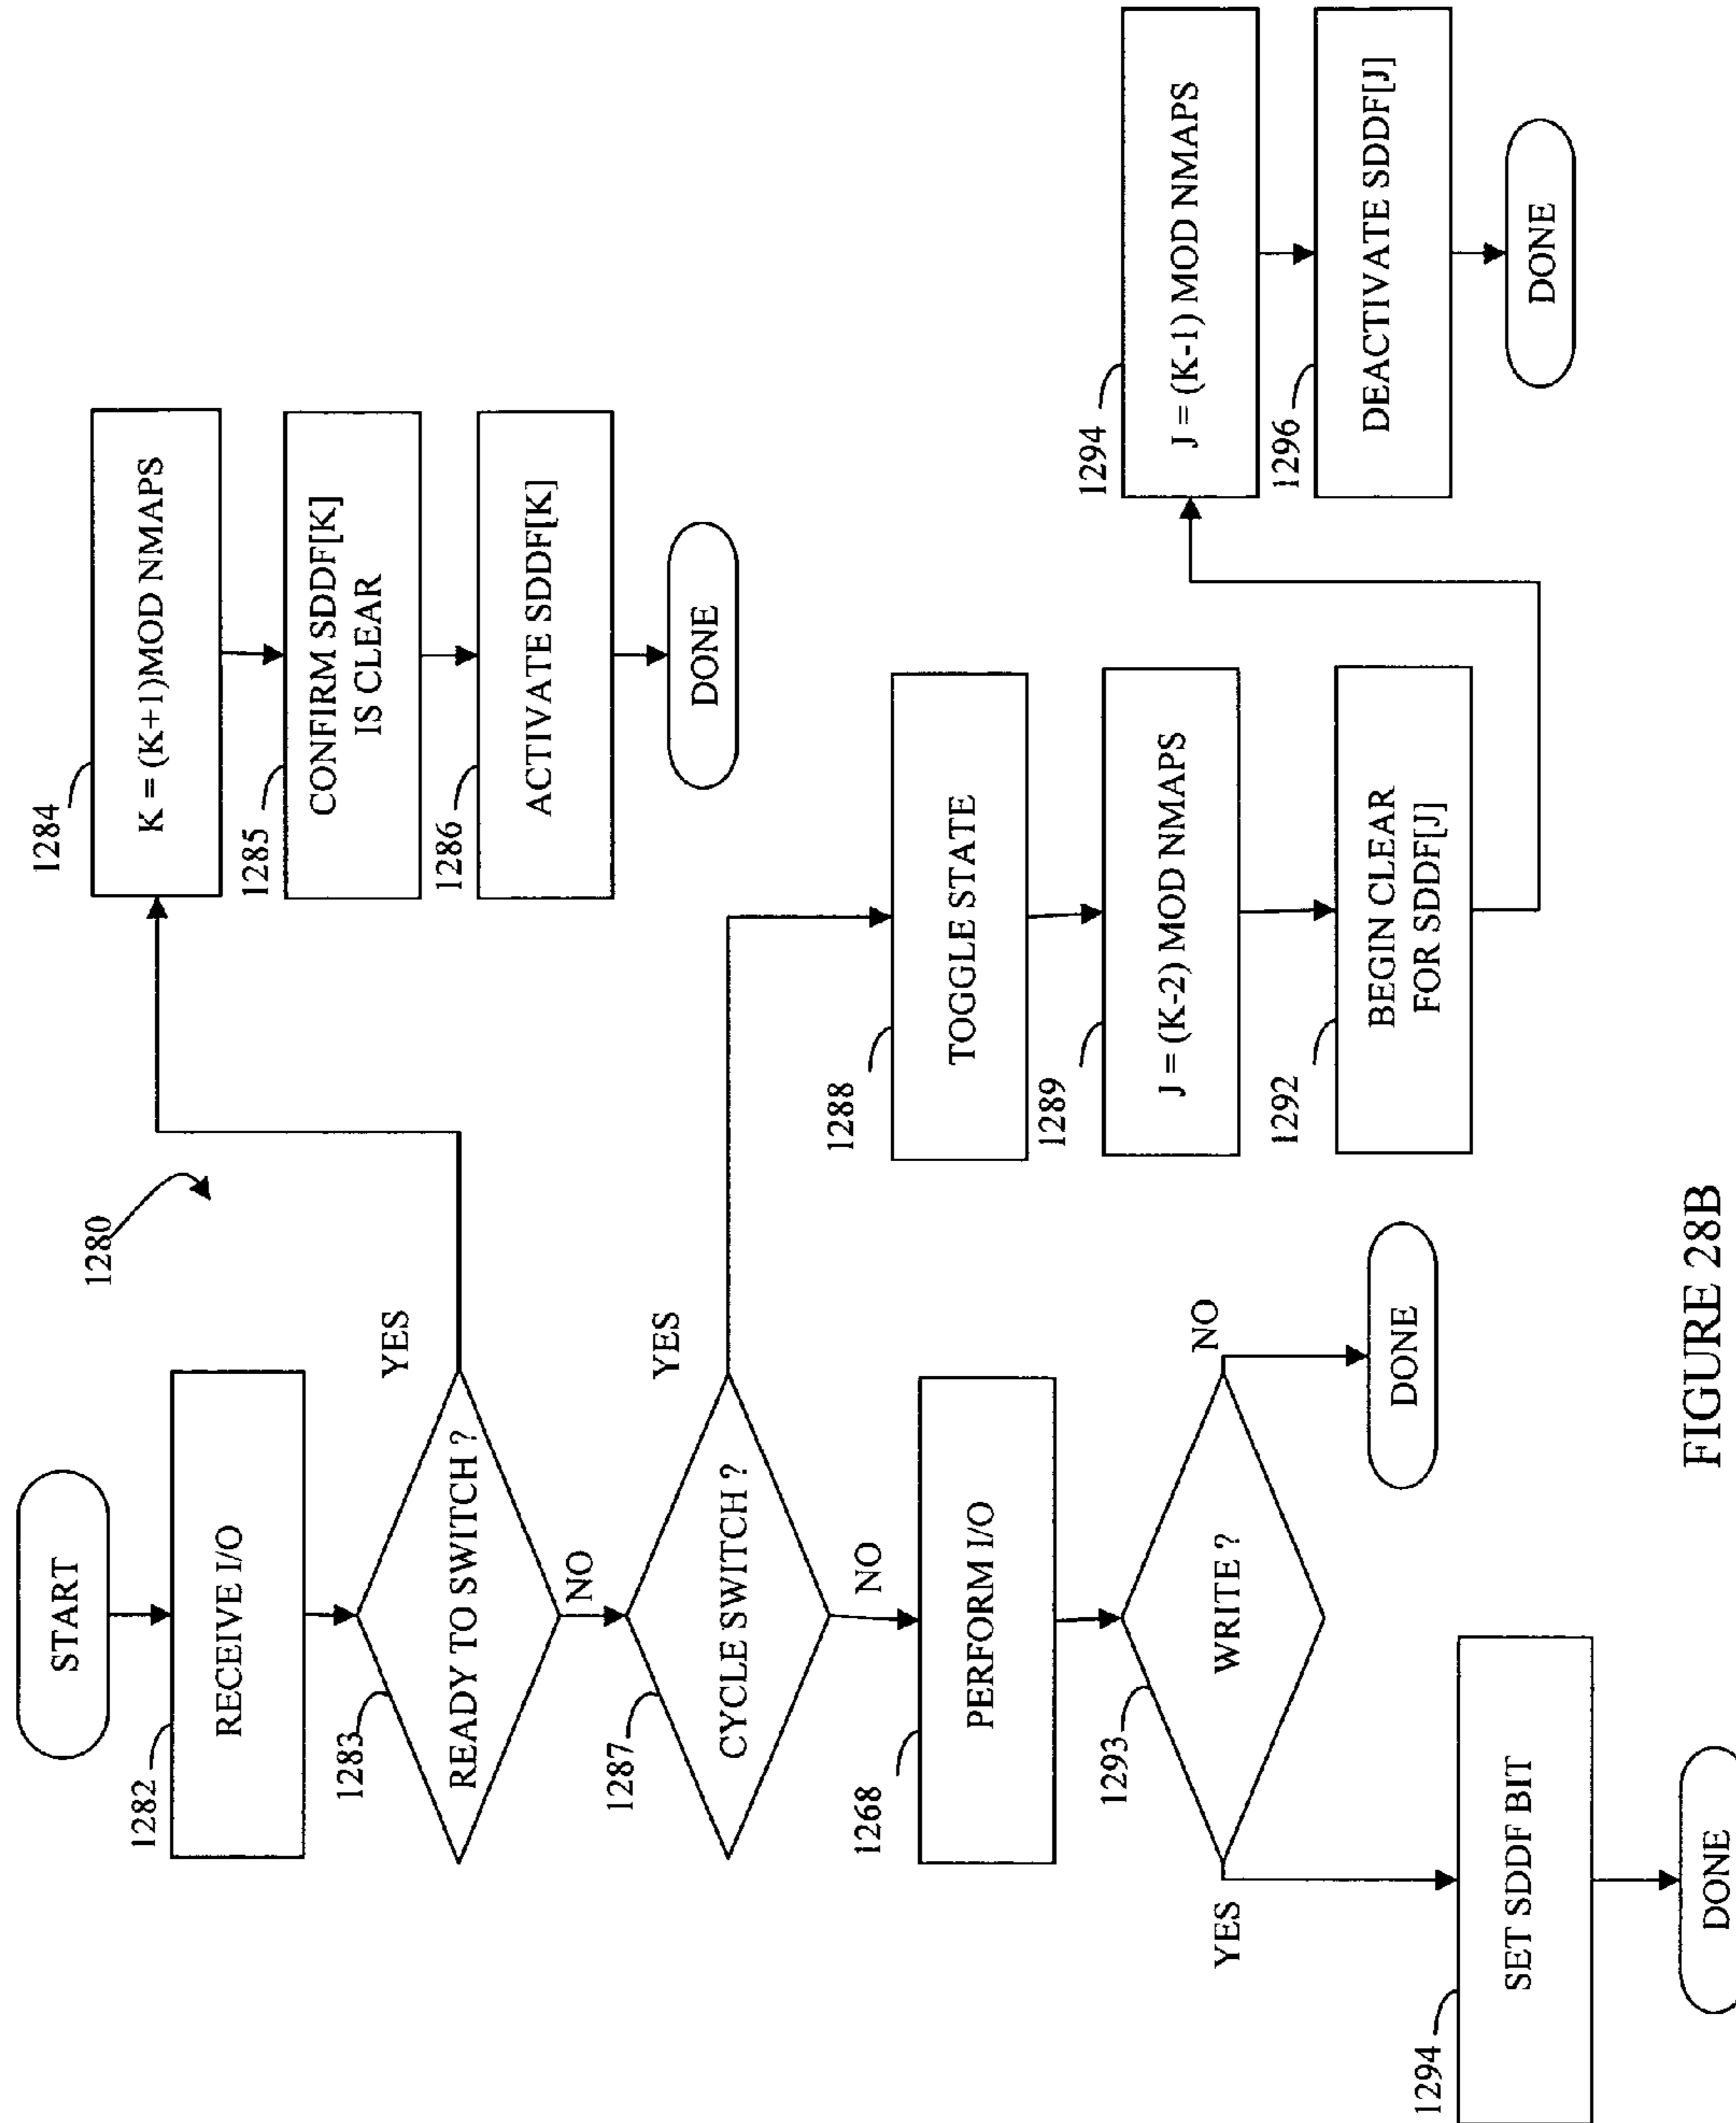 START
1280
1282
RECEIVE I/O
1283
READY TO SWITCH ?
YES
NO
1284
K = (K+1)MOD NMAPS
1285
CONFIRM SDDF[K]
IS CLEAR
1286
ACTIVATE SDDF[K]
DONE
1287
CYCLE SWITCH ?
YES
NO
1288
TOGGLE STATE
1289
J = (K-2) MOD NMAPS
1292
BEGIN CLEAR
FOR SDDF[J]
1294
J = (K-1) MOD NMAPS
1296
DEACTIVATE SDDF[J]
DONE
1268
PERFORM I/O
1293
WRITE ?
NO
DONE
YES
1294
SET SDDF BIT
DONE
FIGURE 28B